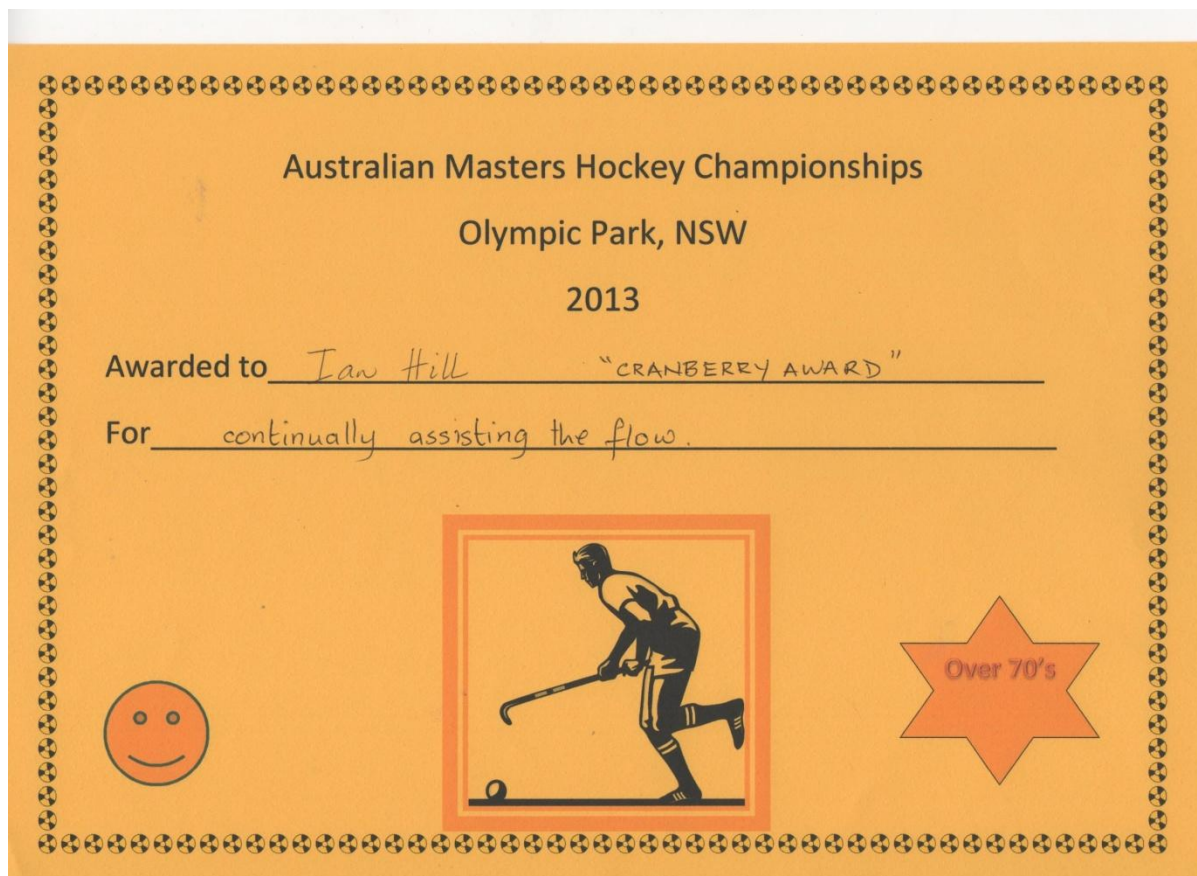 Australian Masters Hockey Championships
Olympic Park, NSW
2013
Awarded to Ian Hill "CRANBERRY AWARD"
For continually assisting the flow.
Over 70's